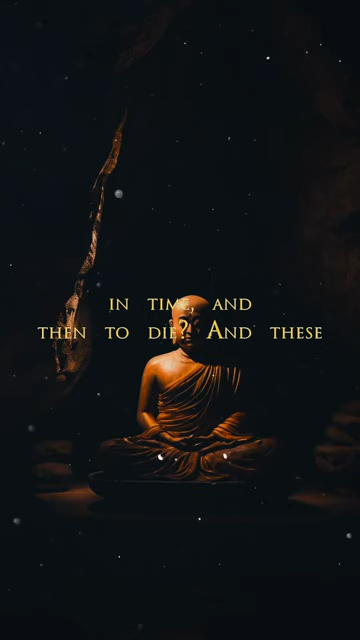 in time, and
then to die? And these